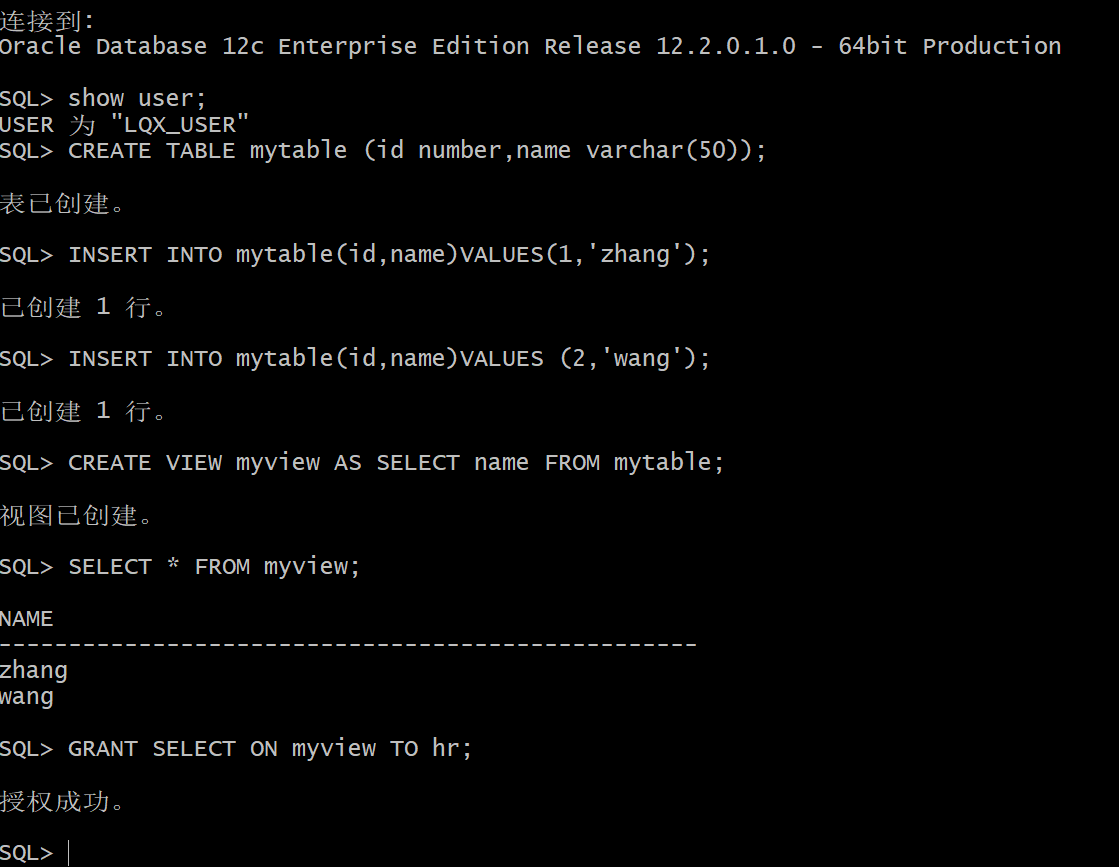 连接到:
Oracle Database 12c Enterprise Edition Release 12.2.0.1.0 - 64bit Production
SQL> show user;
USER 为 "LQX_USER"
SQL> CREATE TABLE mytable (id number,name varchar(50));
表已创建。
SQL> INSERT INTO mytable(id,name)VALUES(1,'zhang');
已创建 1 行。
SQL> INSERT INTO mytable(id,name)VALUES (2,'wang');
已创建 1 行。
SQL> CREATE VIEW myview AS SELECT name FROM mytable;
视图已创建。
SQL> SELECT * FROM myview;
NAME
--------------------------------------------------
zhang
wang
SQL> GRANT SELECT ON myview TO hr;
授权成功。
SQL>